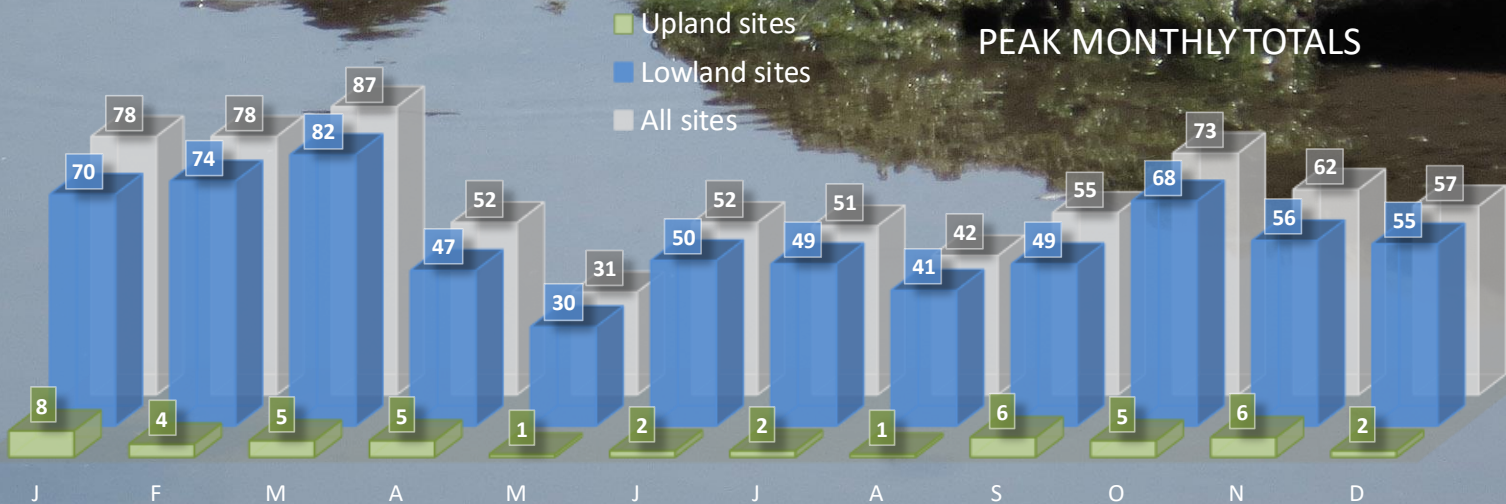 Upland sites
Lowland sites
All sites
PEAK MONTHLY TOTALS
78 78 87 52 31 52 51 42 55 73 62 57
70 74 82 47 30 50 49 41 49 68 56 55
8 4 5 5 1 2 2 1 6 5 6 2
J F M A M J J A S O N D